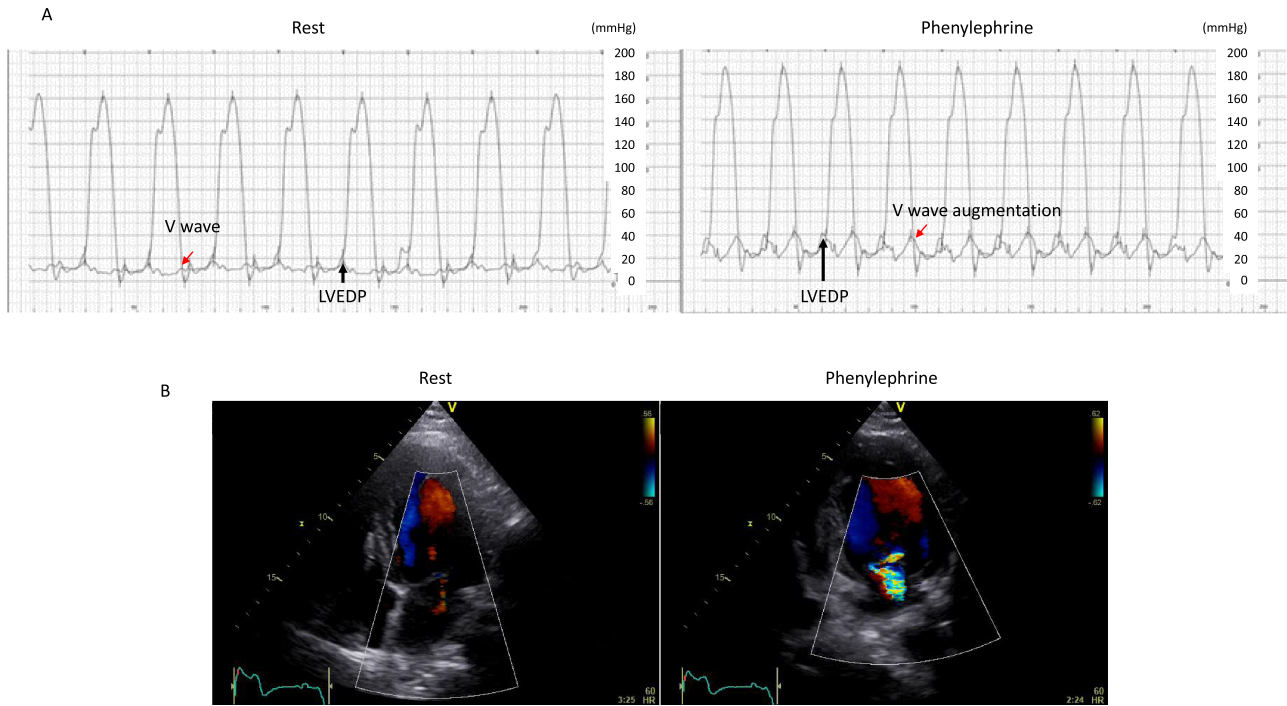 A
Rest
(mmHg)
Phenylephrine
(mmHg)
200
180
160
140
120
100
80
60
40
20
0
200
180
160
140
120
100
80
60
40
20
0
V wave
LVEDP
V wave augmentation
LVEDP
B
Rest
Phenylephrine
V
.56
-.56
5
10
15
3:25
60
HR
V
.62
-.62
5
10
15
2:24
60
HR